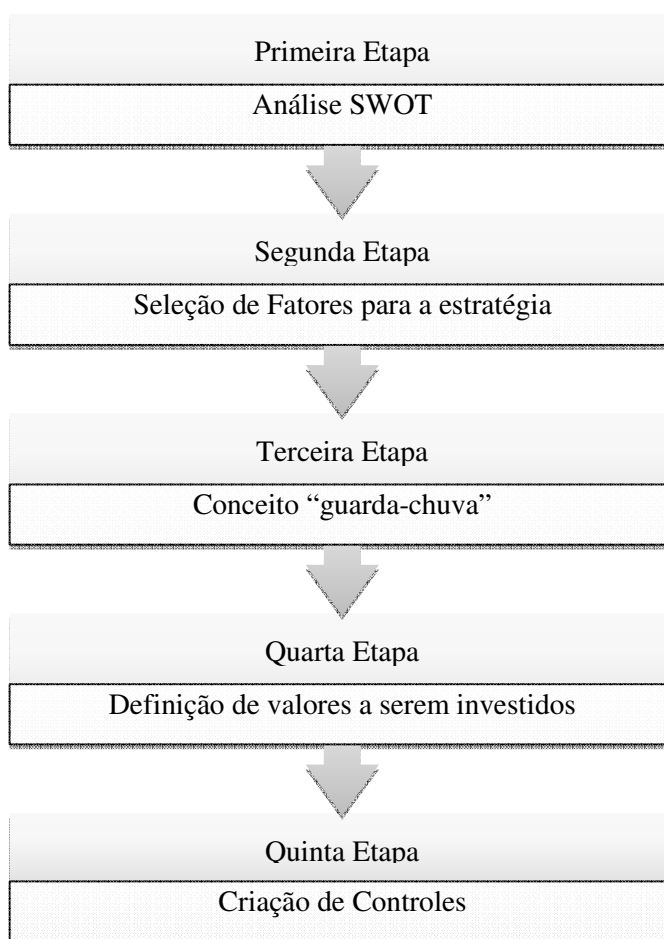 Primeira Etapa
Análise SWOT
Segunda Etapa
Seleção de Fatores para a estratégia
Terceira Etapa
Conceito “guarda-chuva”
Quarta Etapa
Definição de valores a serem investidos
Quinta Etapa
Criação de Controles